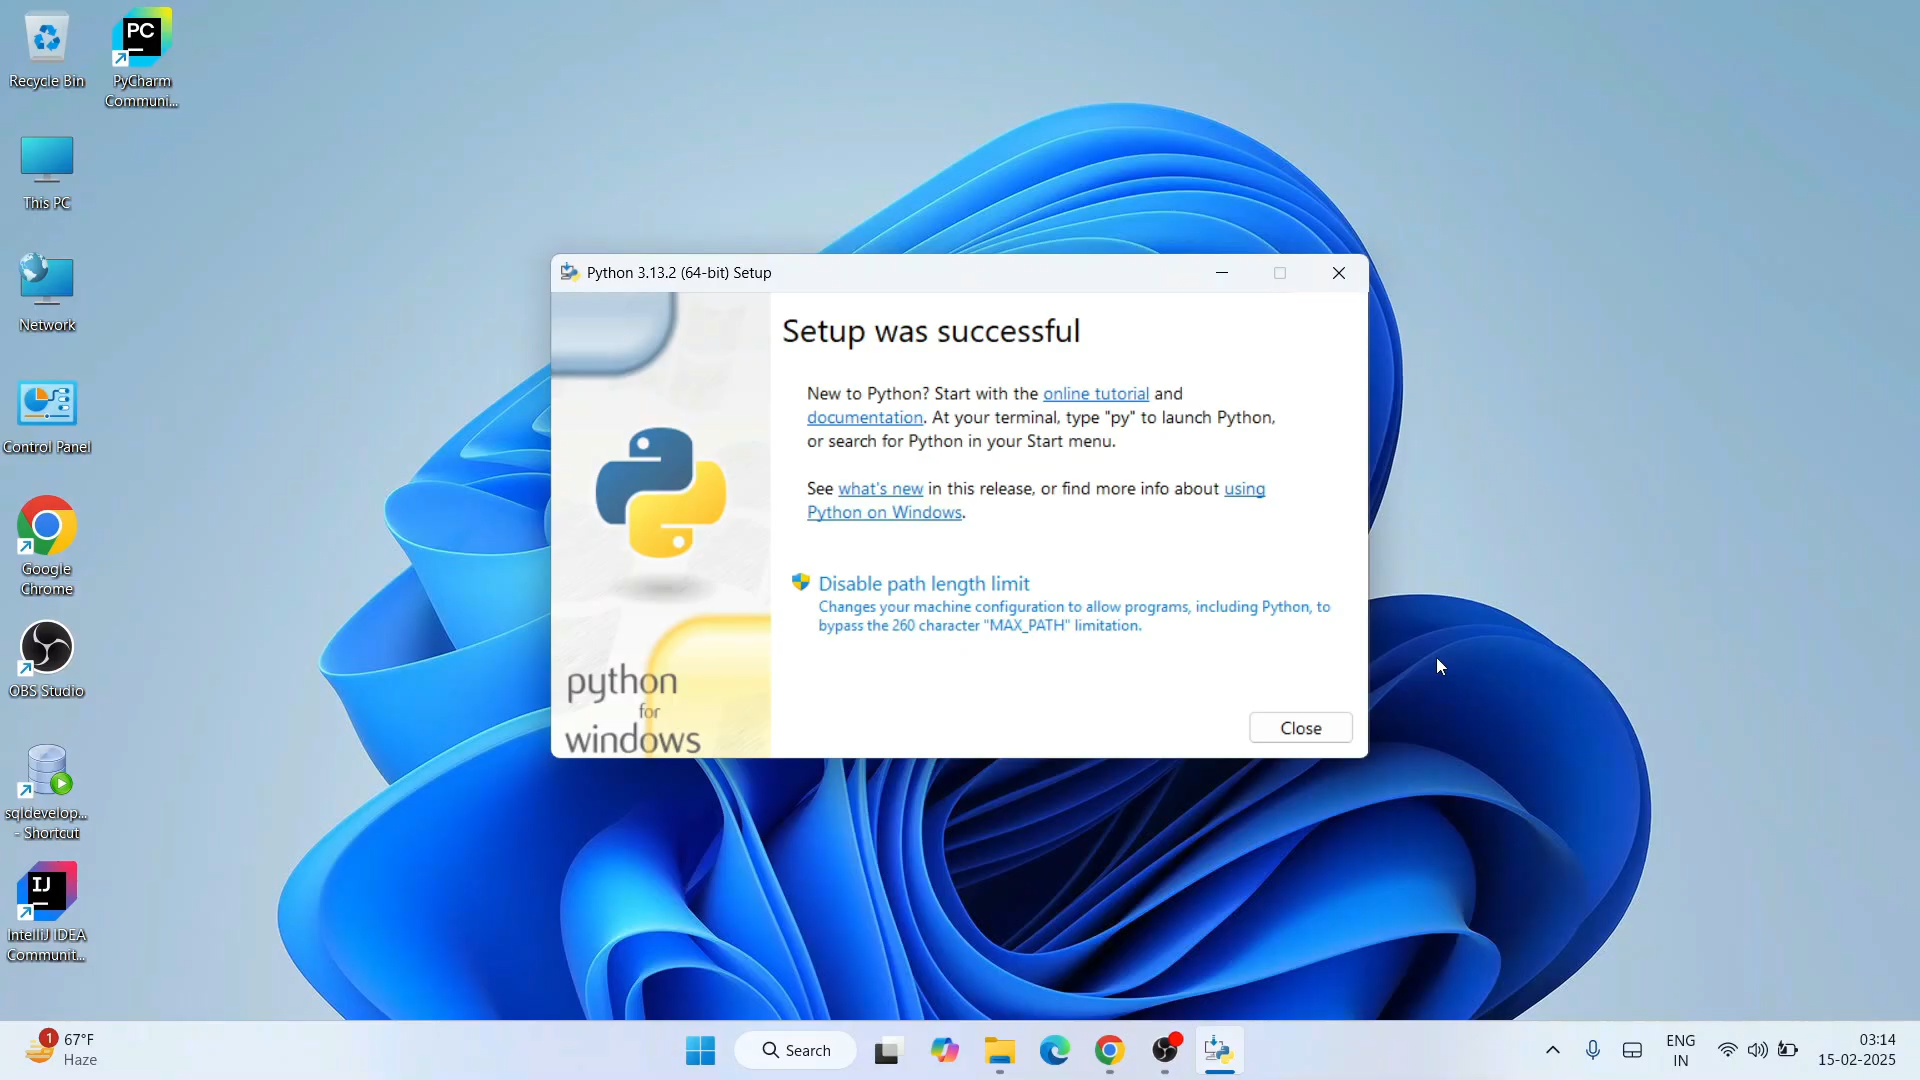 Recycle Bin
PC
PyCharm
Communi...
This PC
Network
Control Panel
Google
Chrome
OBS Studio
sqldevelop...
- Shortcut
IJ
IntelliJ IDEA
Communit...
Python 3.13.2 (64-bit) Setup
Setup was successful
New to Python? Start with the online tutorial and
documentation. At your terminal, type "py" to launch Python,
or search for Python in your Start menu.
See what's new in this release, or find more info about using
Python on Windows.
Disable path length limit
Changes your machine configuration to allow programs, including Python, to
bypass the 260 character "MAX_PATH" limitation.
python
for
windows
Close
1
67°F
Haze
Search
ENG
IN
03:14
15-02-2025